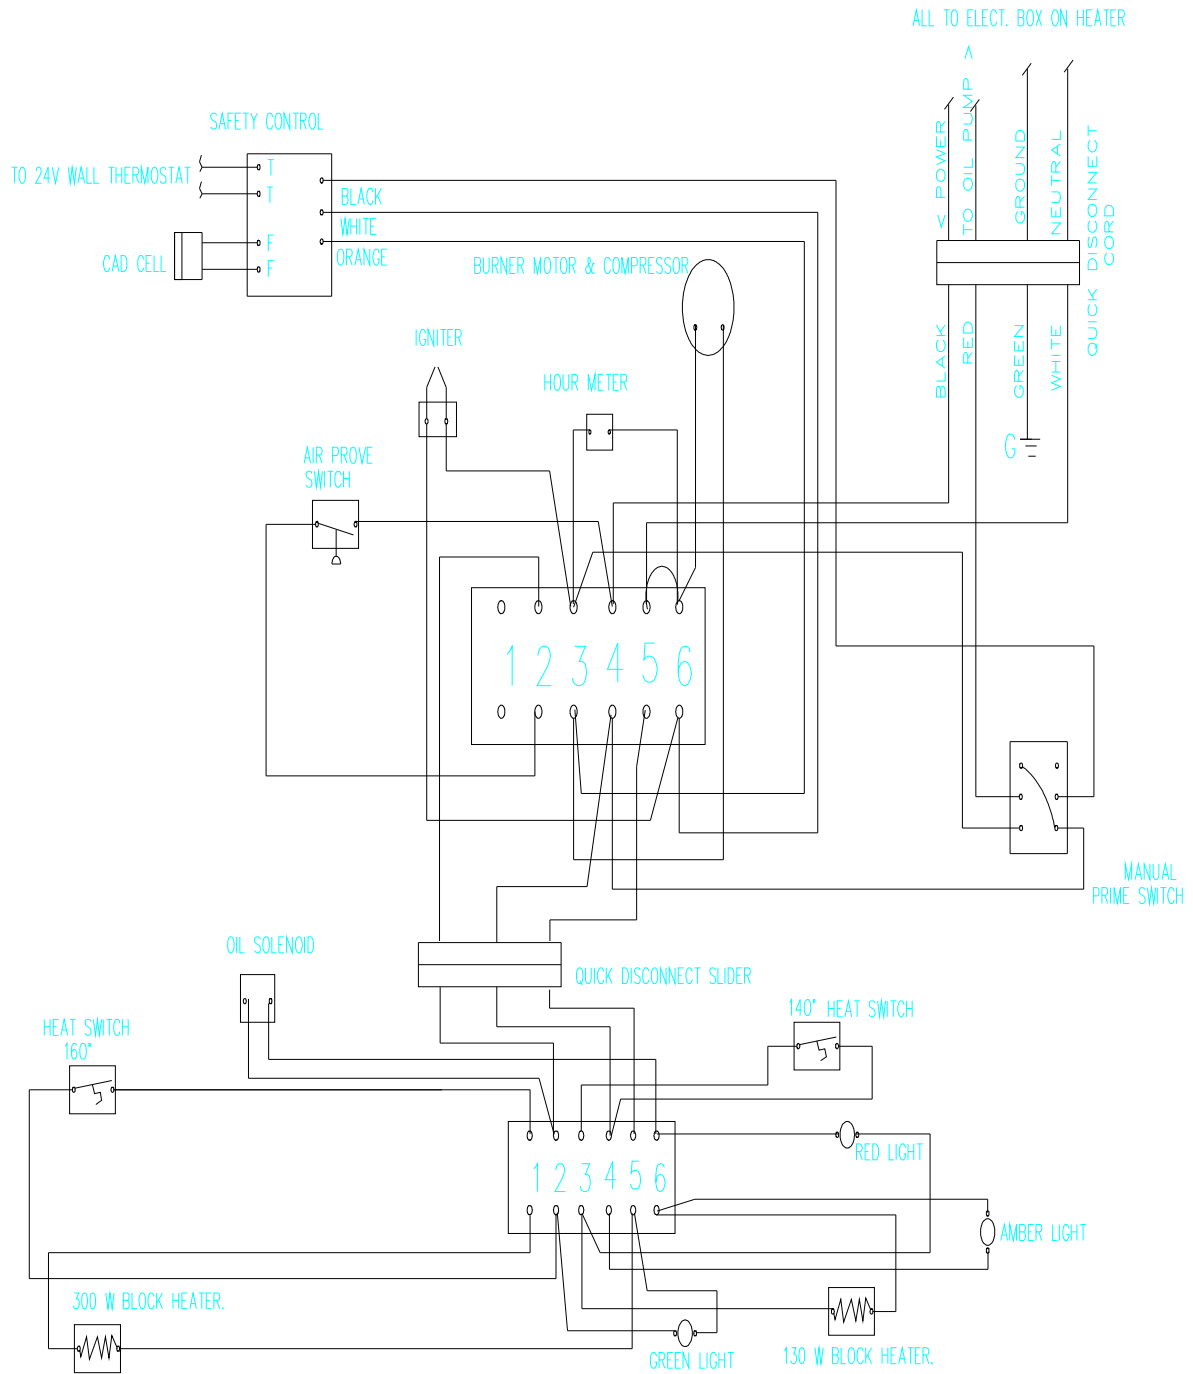 ALL TO ELECT. BOX ON HEATER
< POWER
TO OIL PUMP >
GROUND
NEUTRAL
QUICK DISCONNECT
CORD
BLACK
RED
GREEN
WHITE
G
SAFETY CONTROL
TO 24V WALL THERMOSTAT
T
T
F
F
CAD CELL
BLACK
WHITE
ORANGE
BURNER MOTOR & COMPRESSOR
IGNITER
HOUR METER
AIR PROVE
SWITCH
1 2 3 4 5 6
MANUAL
PRIME SWITCH
OIL SOLENOID
QUICK DISCONNECT SLIDER
140° HEAT SWITCH
HEAT SWITCH
160°
1 2 3 4 5 6
RED LIGHT
AMBER LIGHT
300 W BLOCK HEATER.
GREEN LIGHT
130 W BLOCK HEATER.